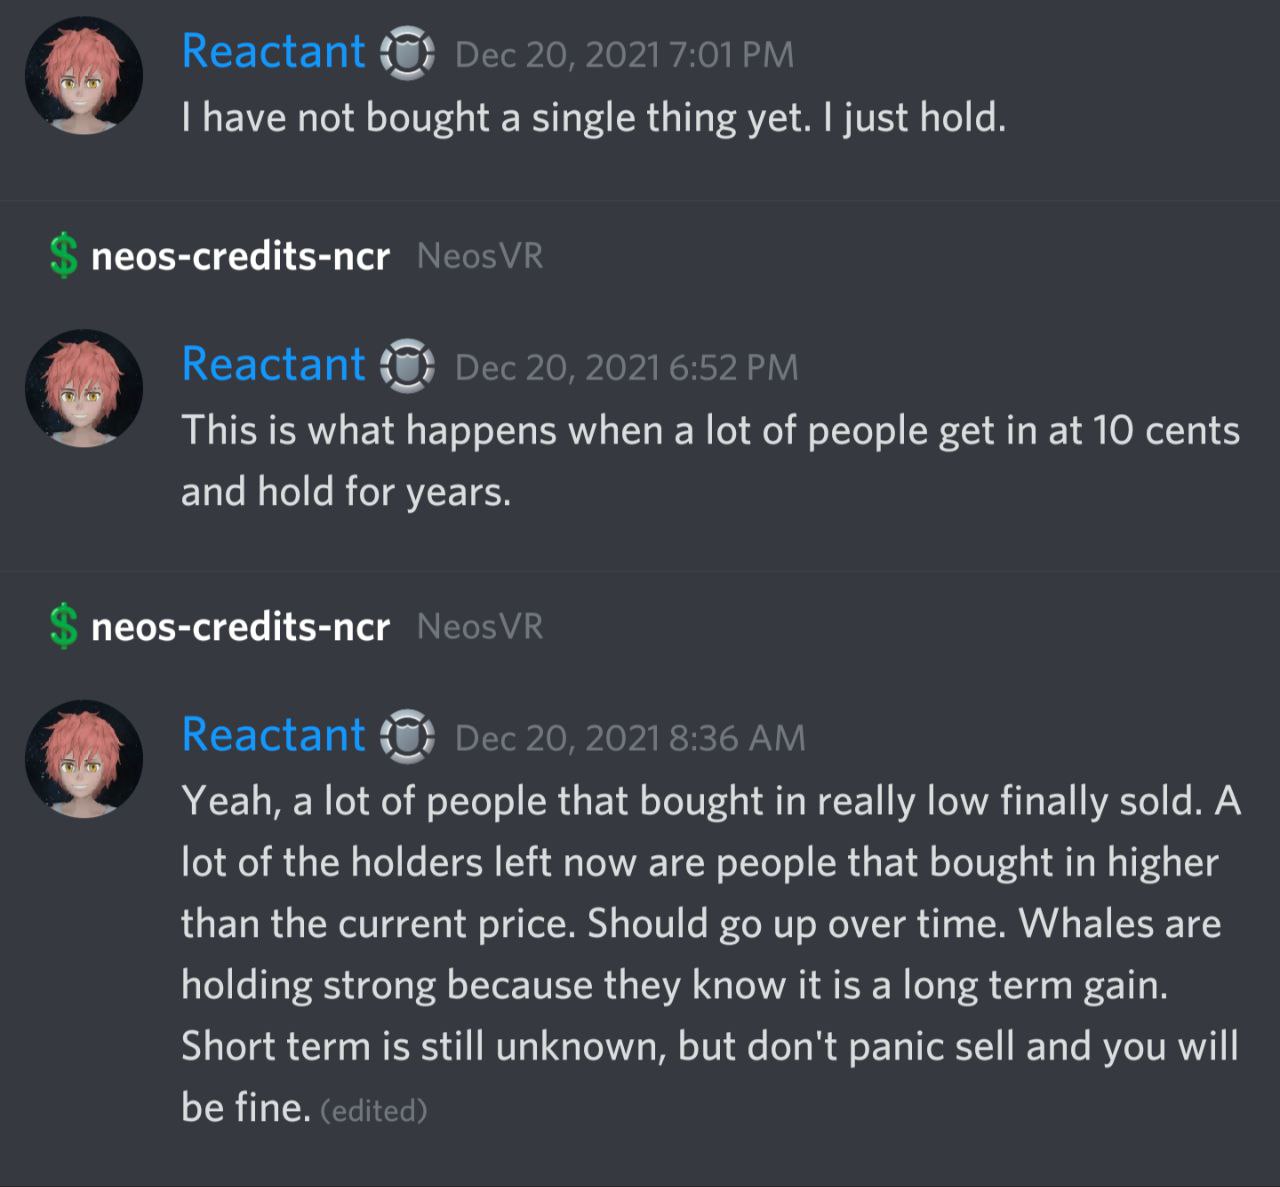 Reactant Dec 20, 2021 7:01 PM
I have not bought a single thing yet. I just hold.
neos-credits-ncr NeosVR
Reactant Dec 20, 2021 6:52 PM
This is what happens when a lot of people get in at 10 cents
and hold for years.
neos-credits-ncr NeosVR
Reactant Dec 20, 2021 8:36 AM
Yeah, a lot of people that bought in really low finally sold. A
lot of the holders left now are people that bought in higher
than the current price. Should go up over time. Whales are
holding strong because they know it is a long term gain.
Short term is still unknown, but don't panic sell and you will
be fine. (edited)